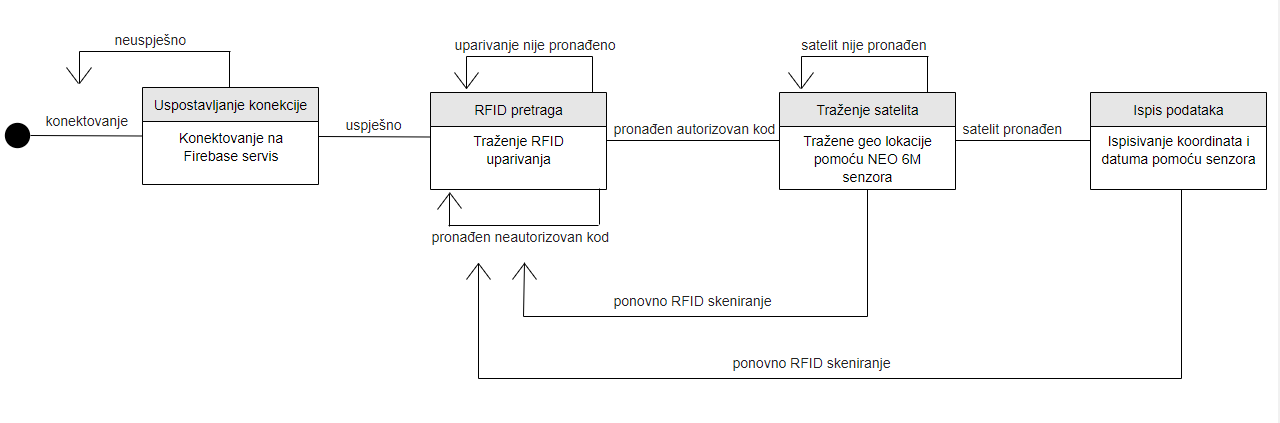 neuspješno
uparivanje nije pronađeno
satelit nije pronađen
konektovanje
Uspostavljanje konekcije
Konektovanje na
Firebase servis
uspješno
RFID pretraga
Traženje RFID
uparivanja
pronađen autorizovan kod
Traženje satelita
Tražene geo lokacije
pomoću NEO 6M
senzora
satelit pronađen
Ispis podataka
Ispisivanje koordinata i
datuma pomoću senzora
pronađen neautorizovan kod
ponovno RFID skeniranje
ponovno RFID skeniranje